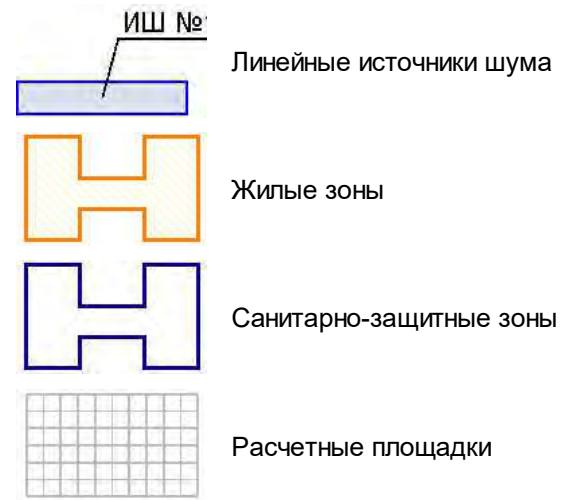 ИШ №
Линейные источники шума
Жилые зоны
Санитарно-защитные зоны
Расчетные площадки